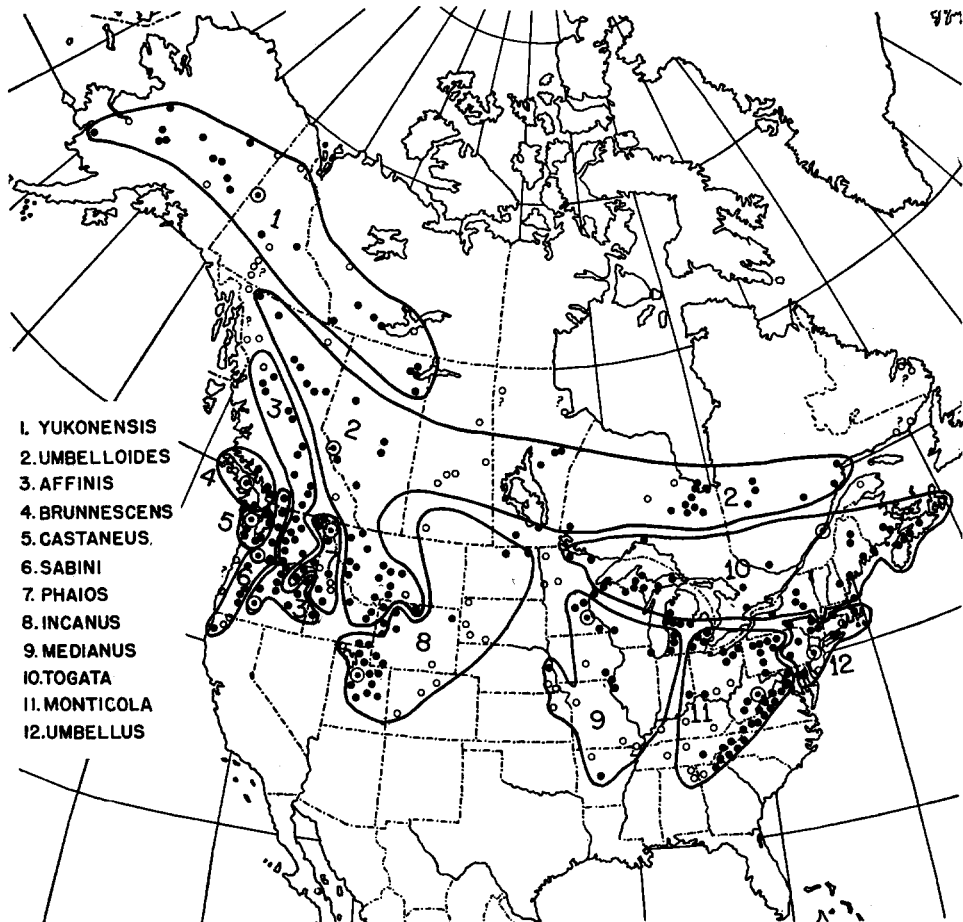 1
3
2
1. YUKONENSIS
2. UMBELLOIDES
3. AFFINIS
4. BRUNNESCENS
5. CASTANEUS.
6. SABINI
7. PHAIOS
8. INCANUS
9. MEDIANUS
10. TOGATA
11. MONTICOLA
12. UMBELLUS
4
2
5
10
6
7
3
8
12
9
11